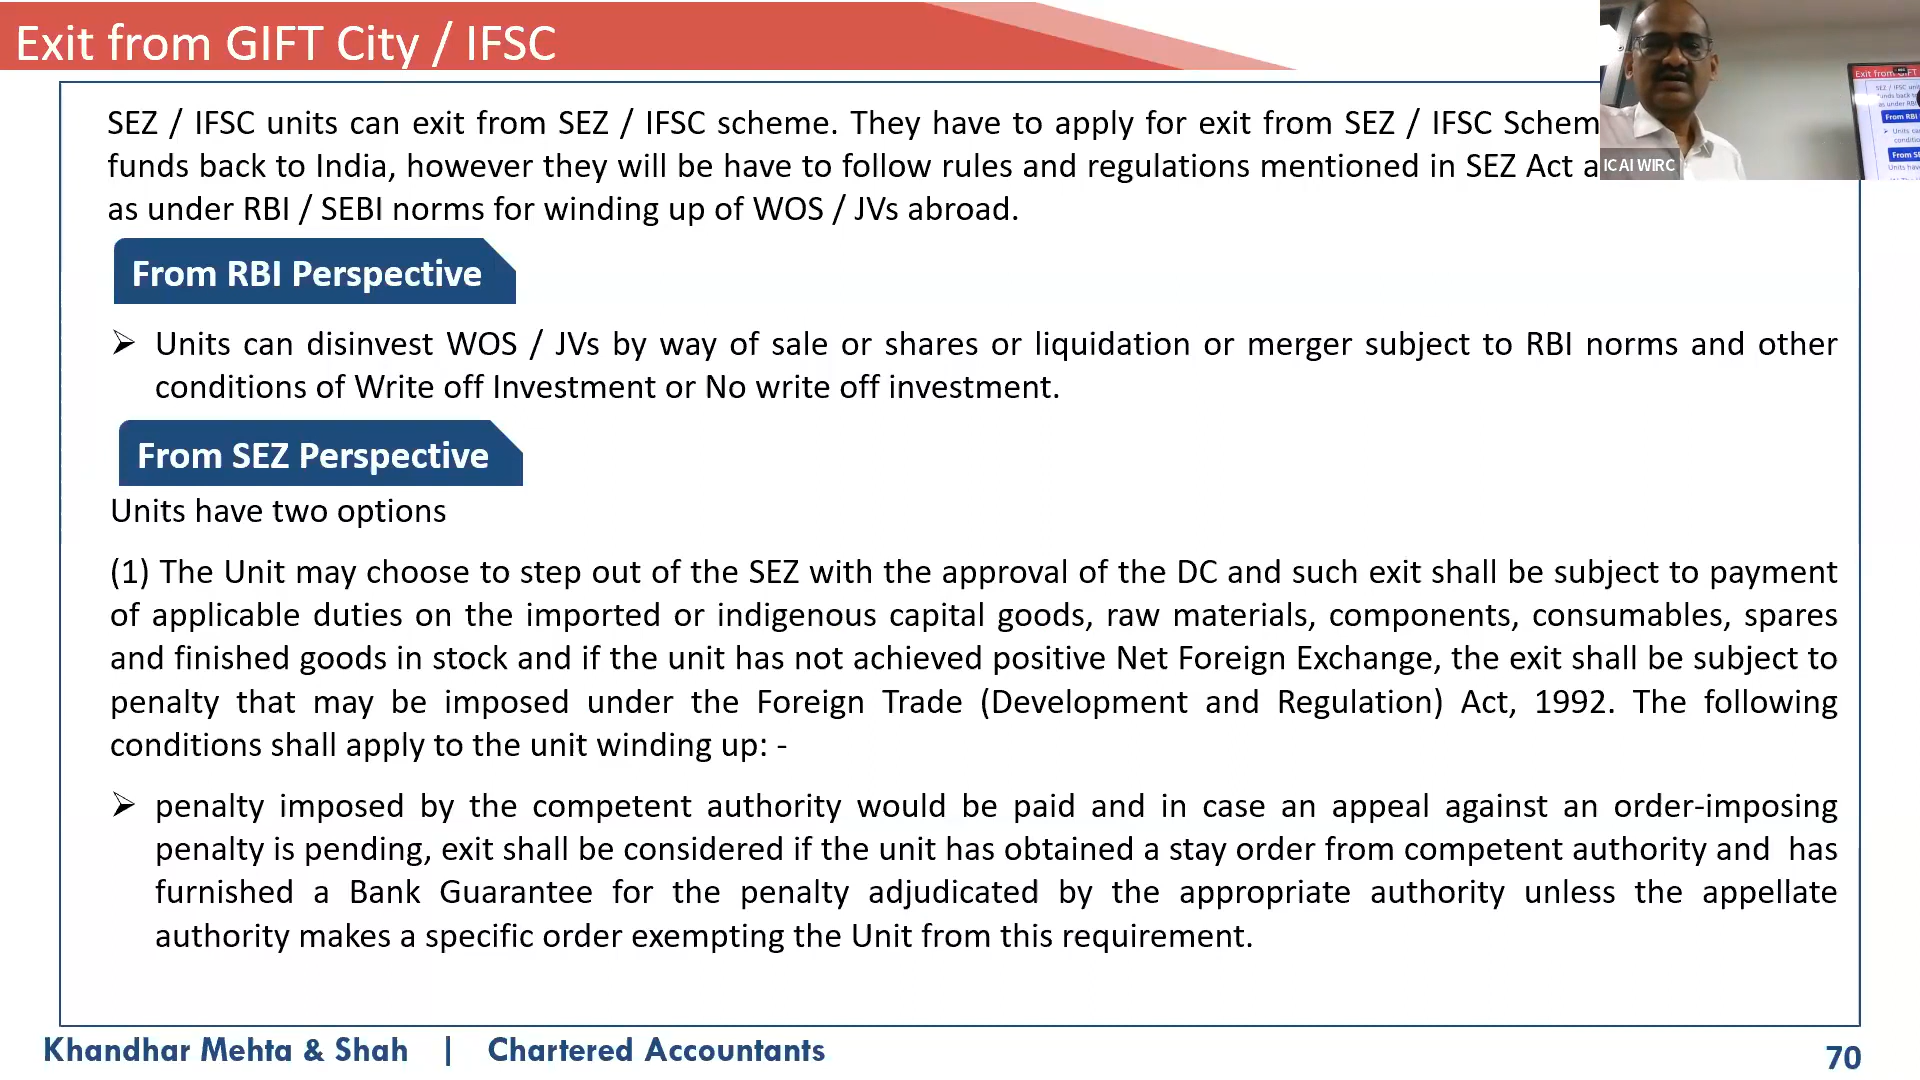 Exit from GIFT City / IFSC
SEZ / IFSC units can exit from SEZ / IFSC scheme. They have to apply for exit from SEZ / IFSC Schem
funds back to India, however they will be have to follow rules and regulations mentioned in SEZ Act a
as under RBI / SEBI norms for winding up of WOS / JVs abroad.
ICAI WIRC
From RBI Perspective
➢ Units can disinvest WOS / JVs by way of sale or shares or liquidation or merger subject to RBI norms and other
conditions of Write off Investment or No write off investment.
From SEZ Perspective
Units have two options
(1) The Unit may choose to step out of the SEZ with the approval of the DC and such exit shall be subject to payment
of applicable duties on the imported or indigenous capital goods, raw materials, components, consumables, spares
and finished goods in stock and if the unit has not achieved positive Net Foreign Exchange, the exit shall be subject to
penalty that may be imposed under the Foreign Trade (Development and Regulation) Act, 1992. The following
conditions shall apply to the unit winding up: -
➢ penalty imposed by the competent authority would be paid and in case an appeal against an order-imposing
penalty is pending, exit shall be considered if the unit has obtained a stay order from competent authority and has
furnished a Bank Guarantee for the penalty adjudicated by the appropriate authority unless the appellate
authority makes a specific order exempting the Unit from this requirement.
Khandhar Mehta & Shah | Chartered Accountants
70